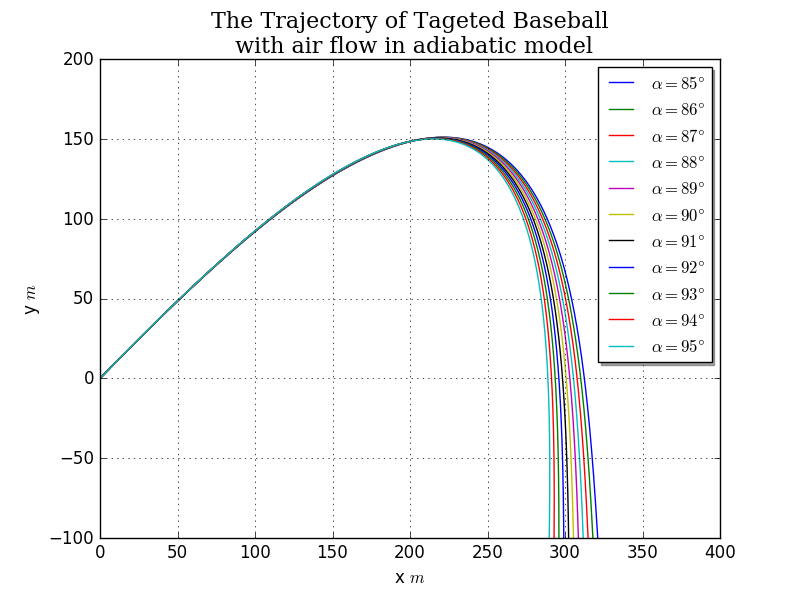 The Trajectory of Tageted Baseball
with air flow in adiabatic model
200
150
100
50
0
−50
−100
y m
0 50 100 150 200 250 300 350 400
x m
α = 85°
α = 86°
α = 87°
α = 88°
α = 89°
α = 90°
α = 91°
α = 92°
α = 93°
α = 94°
α = 95°